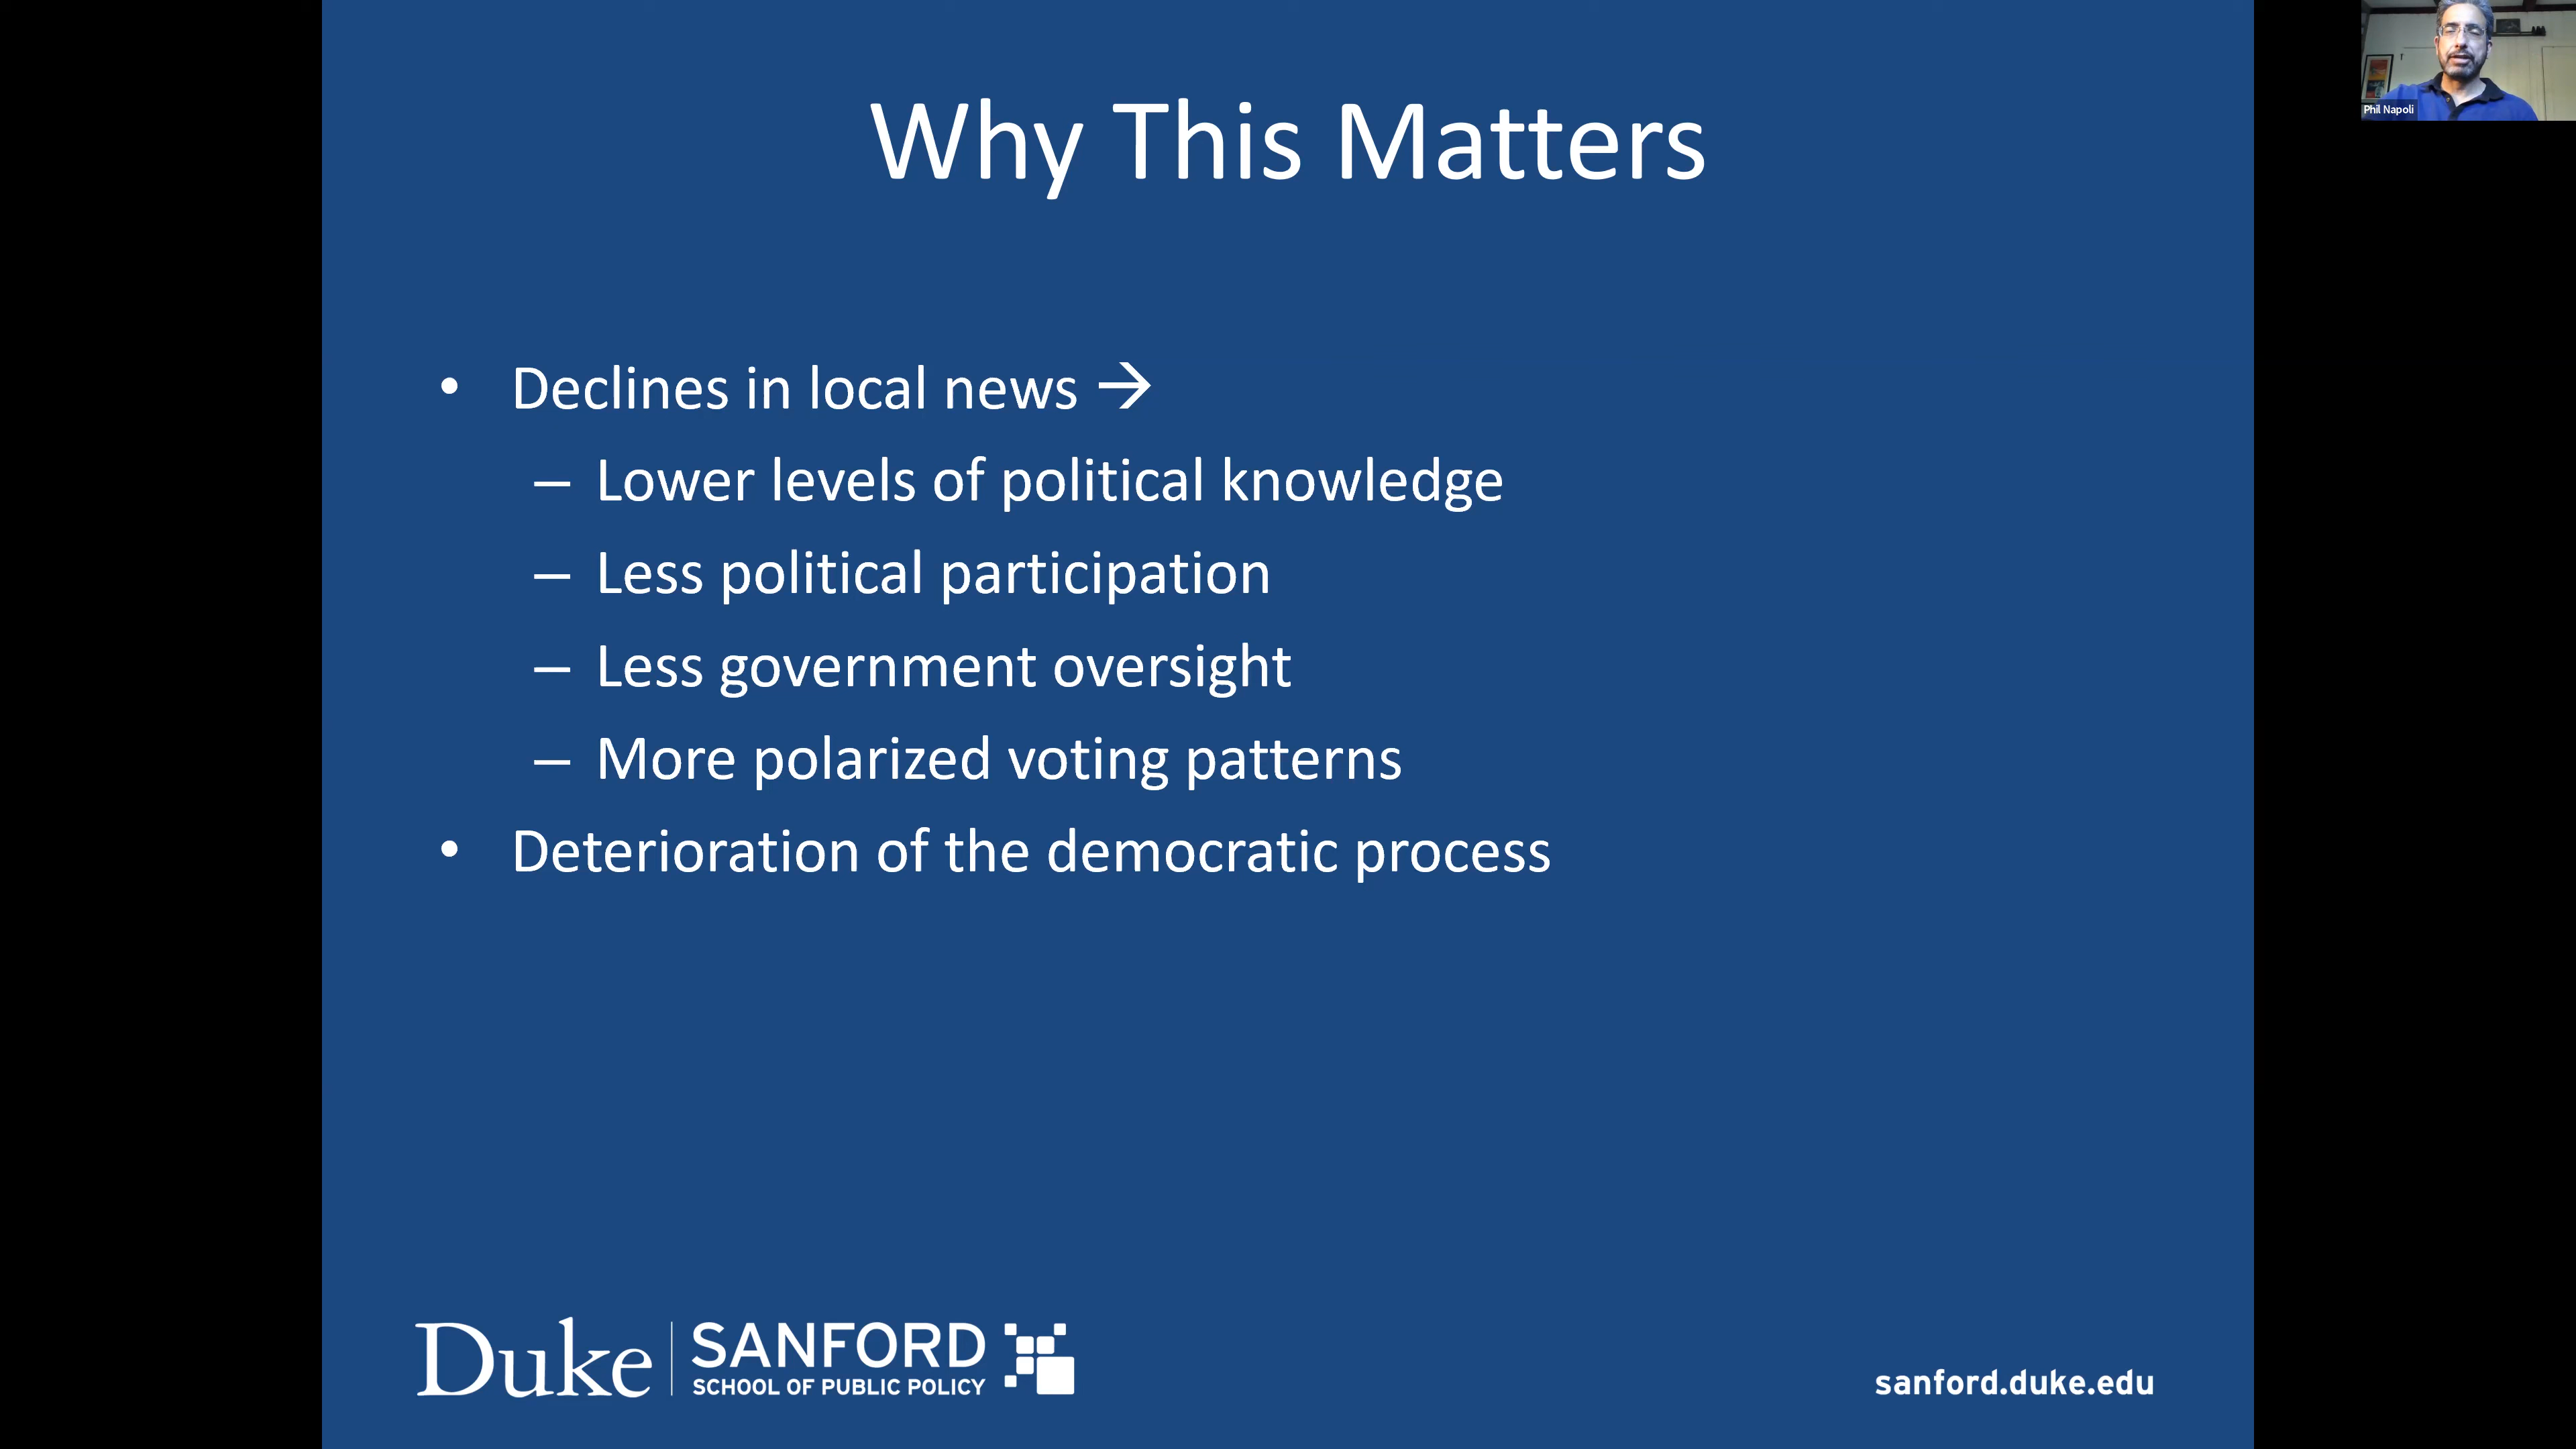 Why This Matters
Phil Napoli
• Declines in local news →
– Lower levels of political knowledge
– Less political participation
– Less government oversight
– More polarized voting patterns
• Deterioration of the democratic process
Duke
SANFORD
SCHOOL OF PUBLIC POLICY
sanford.duke.edu